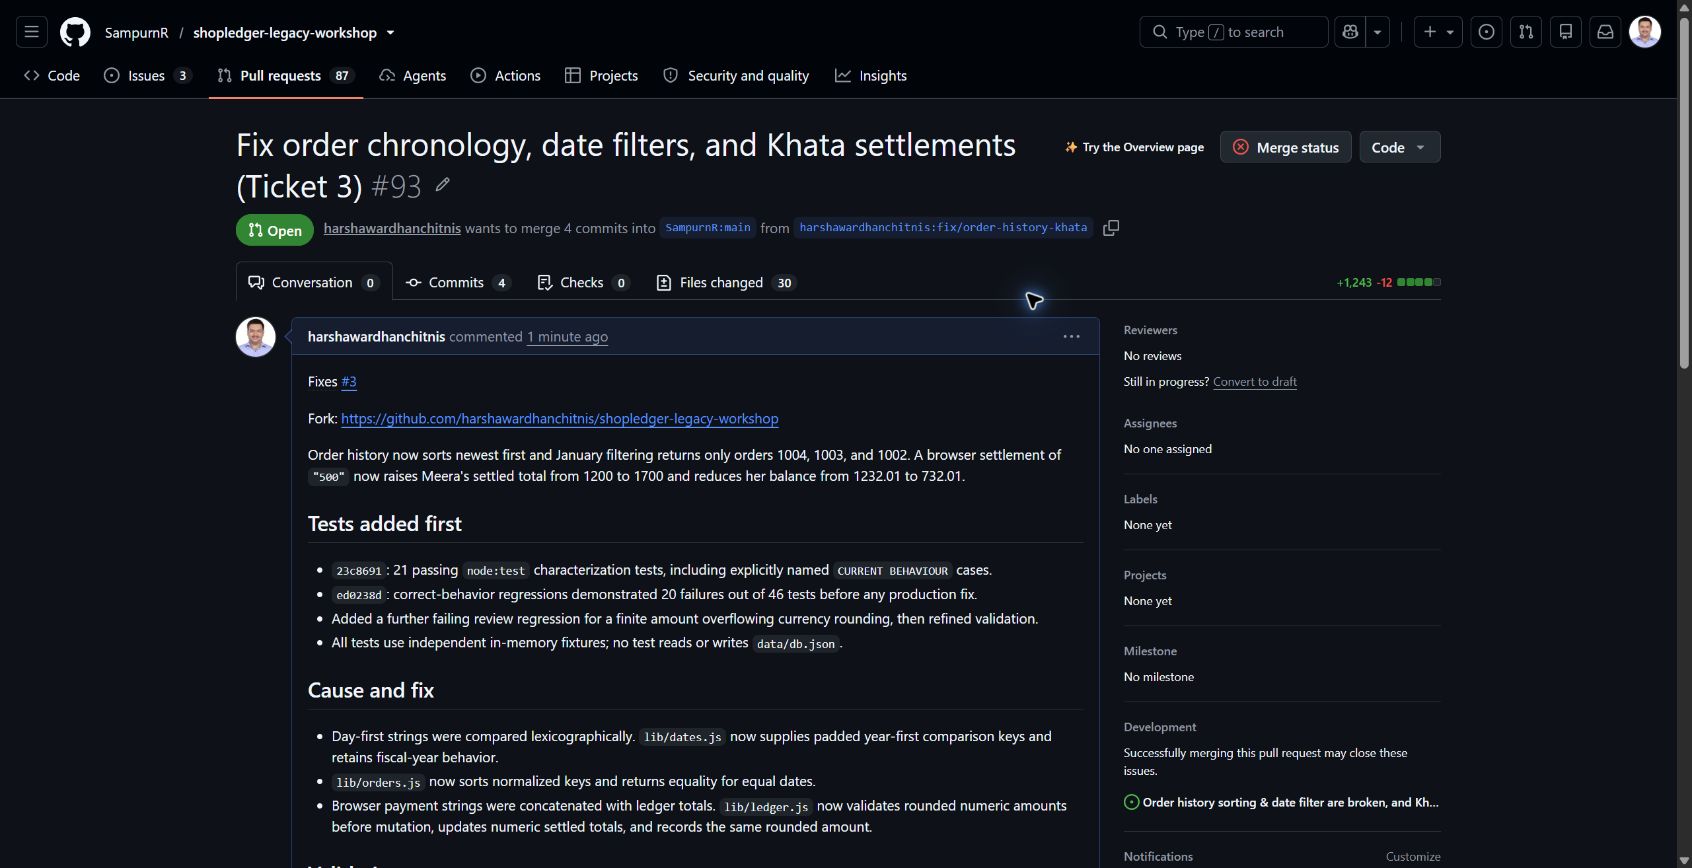 SampurnR / shopledger-legacy-workshop
Type / to search
Code
Issues 3
Pull requests 87
Agents
Actions
Projects
Security and quality
Insights
Fix order chronology, date filters, and Khata settlements
(Ticket 3) #93
Try the Overview page
Merge status
Code
Open
harshawardhanchitnis wants to merge 4 commits into SampurnR:main from harshawardhanchitnis:fix/order-history-khata
Conversation 0
Commits 4
Checks 0
Files changed 30
+1,243 -12
harshawardhanchitnis commented 1 minute ago
Fixes #3
Fork: https://github.com/harshawardhanchitnis/shopledger-legacy-workshop
Order history now sorts newest first and January filtering returns only orders 1004, 1003, and 1002. A browser settlement of
"500" now raises Meera's settled total from 1200 to 1700 and reduces her balance from 1232.01 to 732.01.
Tests added first
23c8691: 21 passing node:test characterization tests, including explicitly named CURRENT BEHAVIOUR cases.
ed0238d: correct-behavior regressions demonstrated 20 failures out of 46 tests before any production fix.
Added a further failing review regression for a finite amount overflowing currency rounding, then refined validation.
All tests use independent in-memory fixtures; no test reads or writes data/db.json.
Cause and fix
Day-first strings were compared lexicographically. lib/dates.js now supplies padded year-first comparison keys and
retains fiscal-year behavior.
lib/orders.js now sorts normalized keys and returns equality for equal dates.
Browser payment strings were concatenated with ledger totals. lib/ledger.js now validates rounded numeric amounts
before mutation, updates numeric settled totals, and records the same rounded amount.
Reviewers
No reviews
Still in progress? Convert to draft
Assignees
No one assigned
Labels
None yet
Projects
None yet
Milestone
No milestone
Development
Successfully merging this pull request may close these
issues.
Order history sorting & date filter are broken, and Kh...
Notifications
Customize